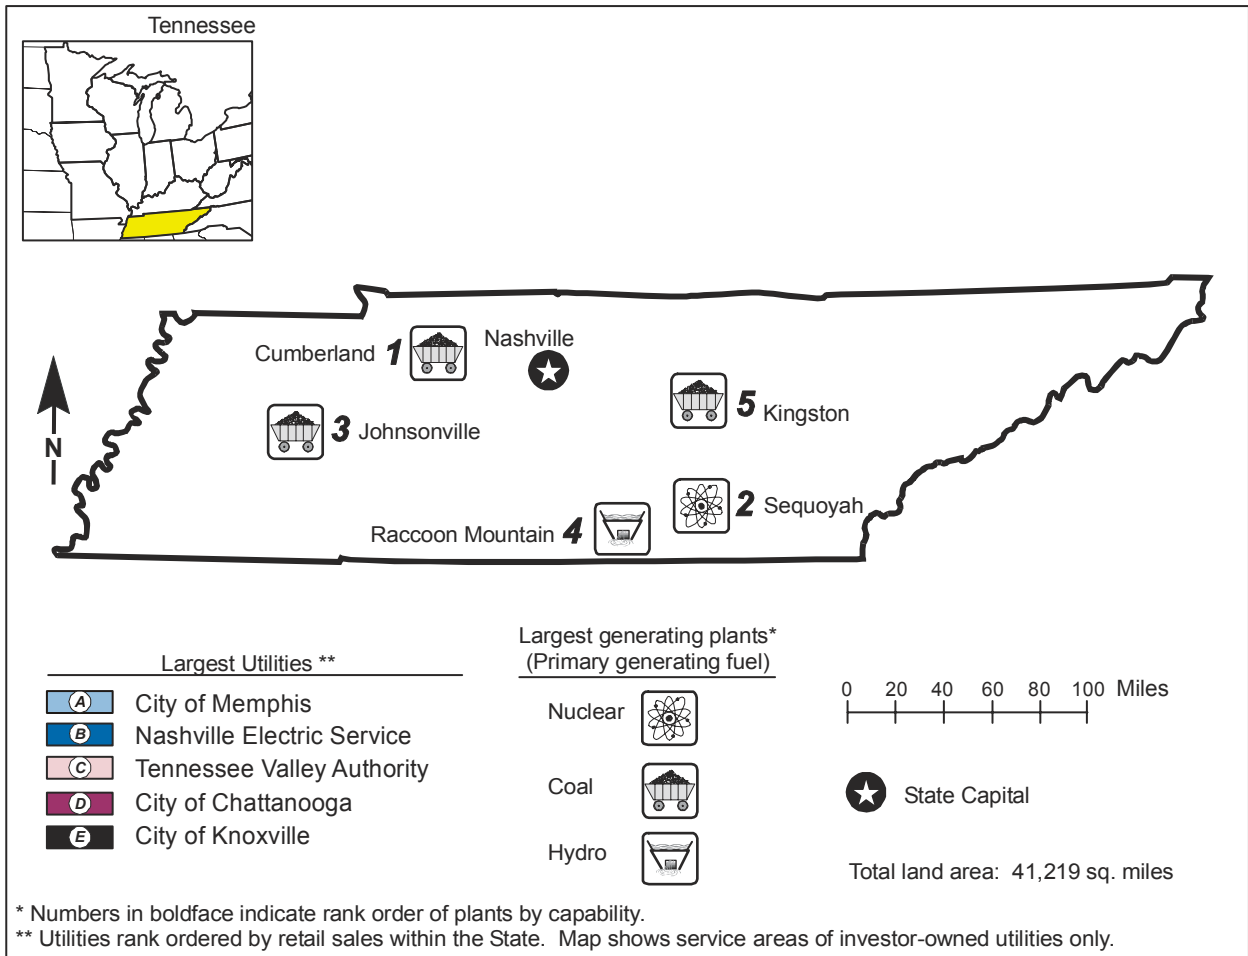 Tennessee
Nashville
Cumberland 1
3 Johnsonville
5 Kingston
2 Sequoyah
Raccoon Mountain 4
N
Largest Utilities **
A City of Memphis
B Nashville Electric Service
C Tennessee Valley Authority
D City of Chattanooga
E City of Knoxville
Largest generating plants*
(Primary generating fuel)
Nuclear
Coal
Hydro
0 20 40 60 80 100 Miles
State Capital
Total land area: 41,219 sq. miles
* Numbers in boldface indicate rank order of plants by capability.
** Utilities rank ordered by retail sales within the State. Map shows service areas of investor-owned utilities only.